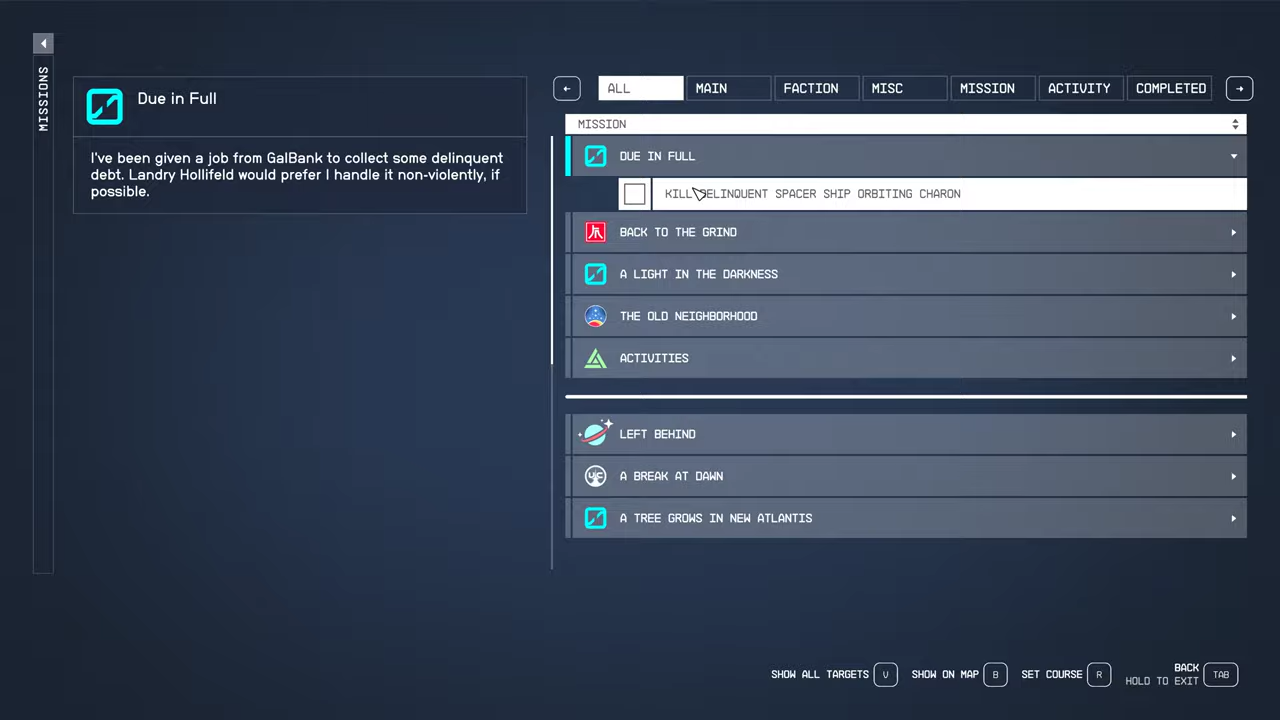 MISSIONS
Due in Full
I've been given a job from GalBank to collect some delinquent
debt. Landry Hollifeld would prefer I handle it non-violently, if
possible.
← ALL MAIN FACTION MISC MISSION ACTIVITY COMPLETED →
MISSION
DUE IN FULL
KILL DELINQUENT SPACER SHIP ORBITING CHARON
BACK TO THE GRIND
A LIGHT IN THE DARKNESS
THE OLD NEIGHBORHOOD
ACTIVITIES
LEFT BEHIND
UC A BREAK AT DAWN
A TREE GROWS IN NEW ATLANTIS
SHOW ALL TARGETS V SHOW ON MAP B SET COURSE R BACK TAB
HOLD TO EXIT